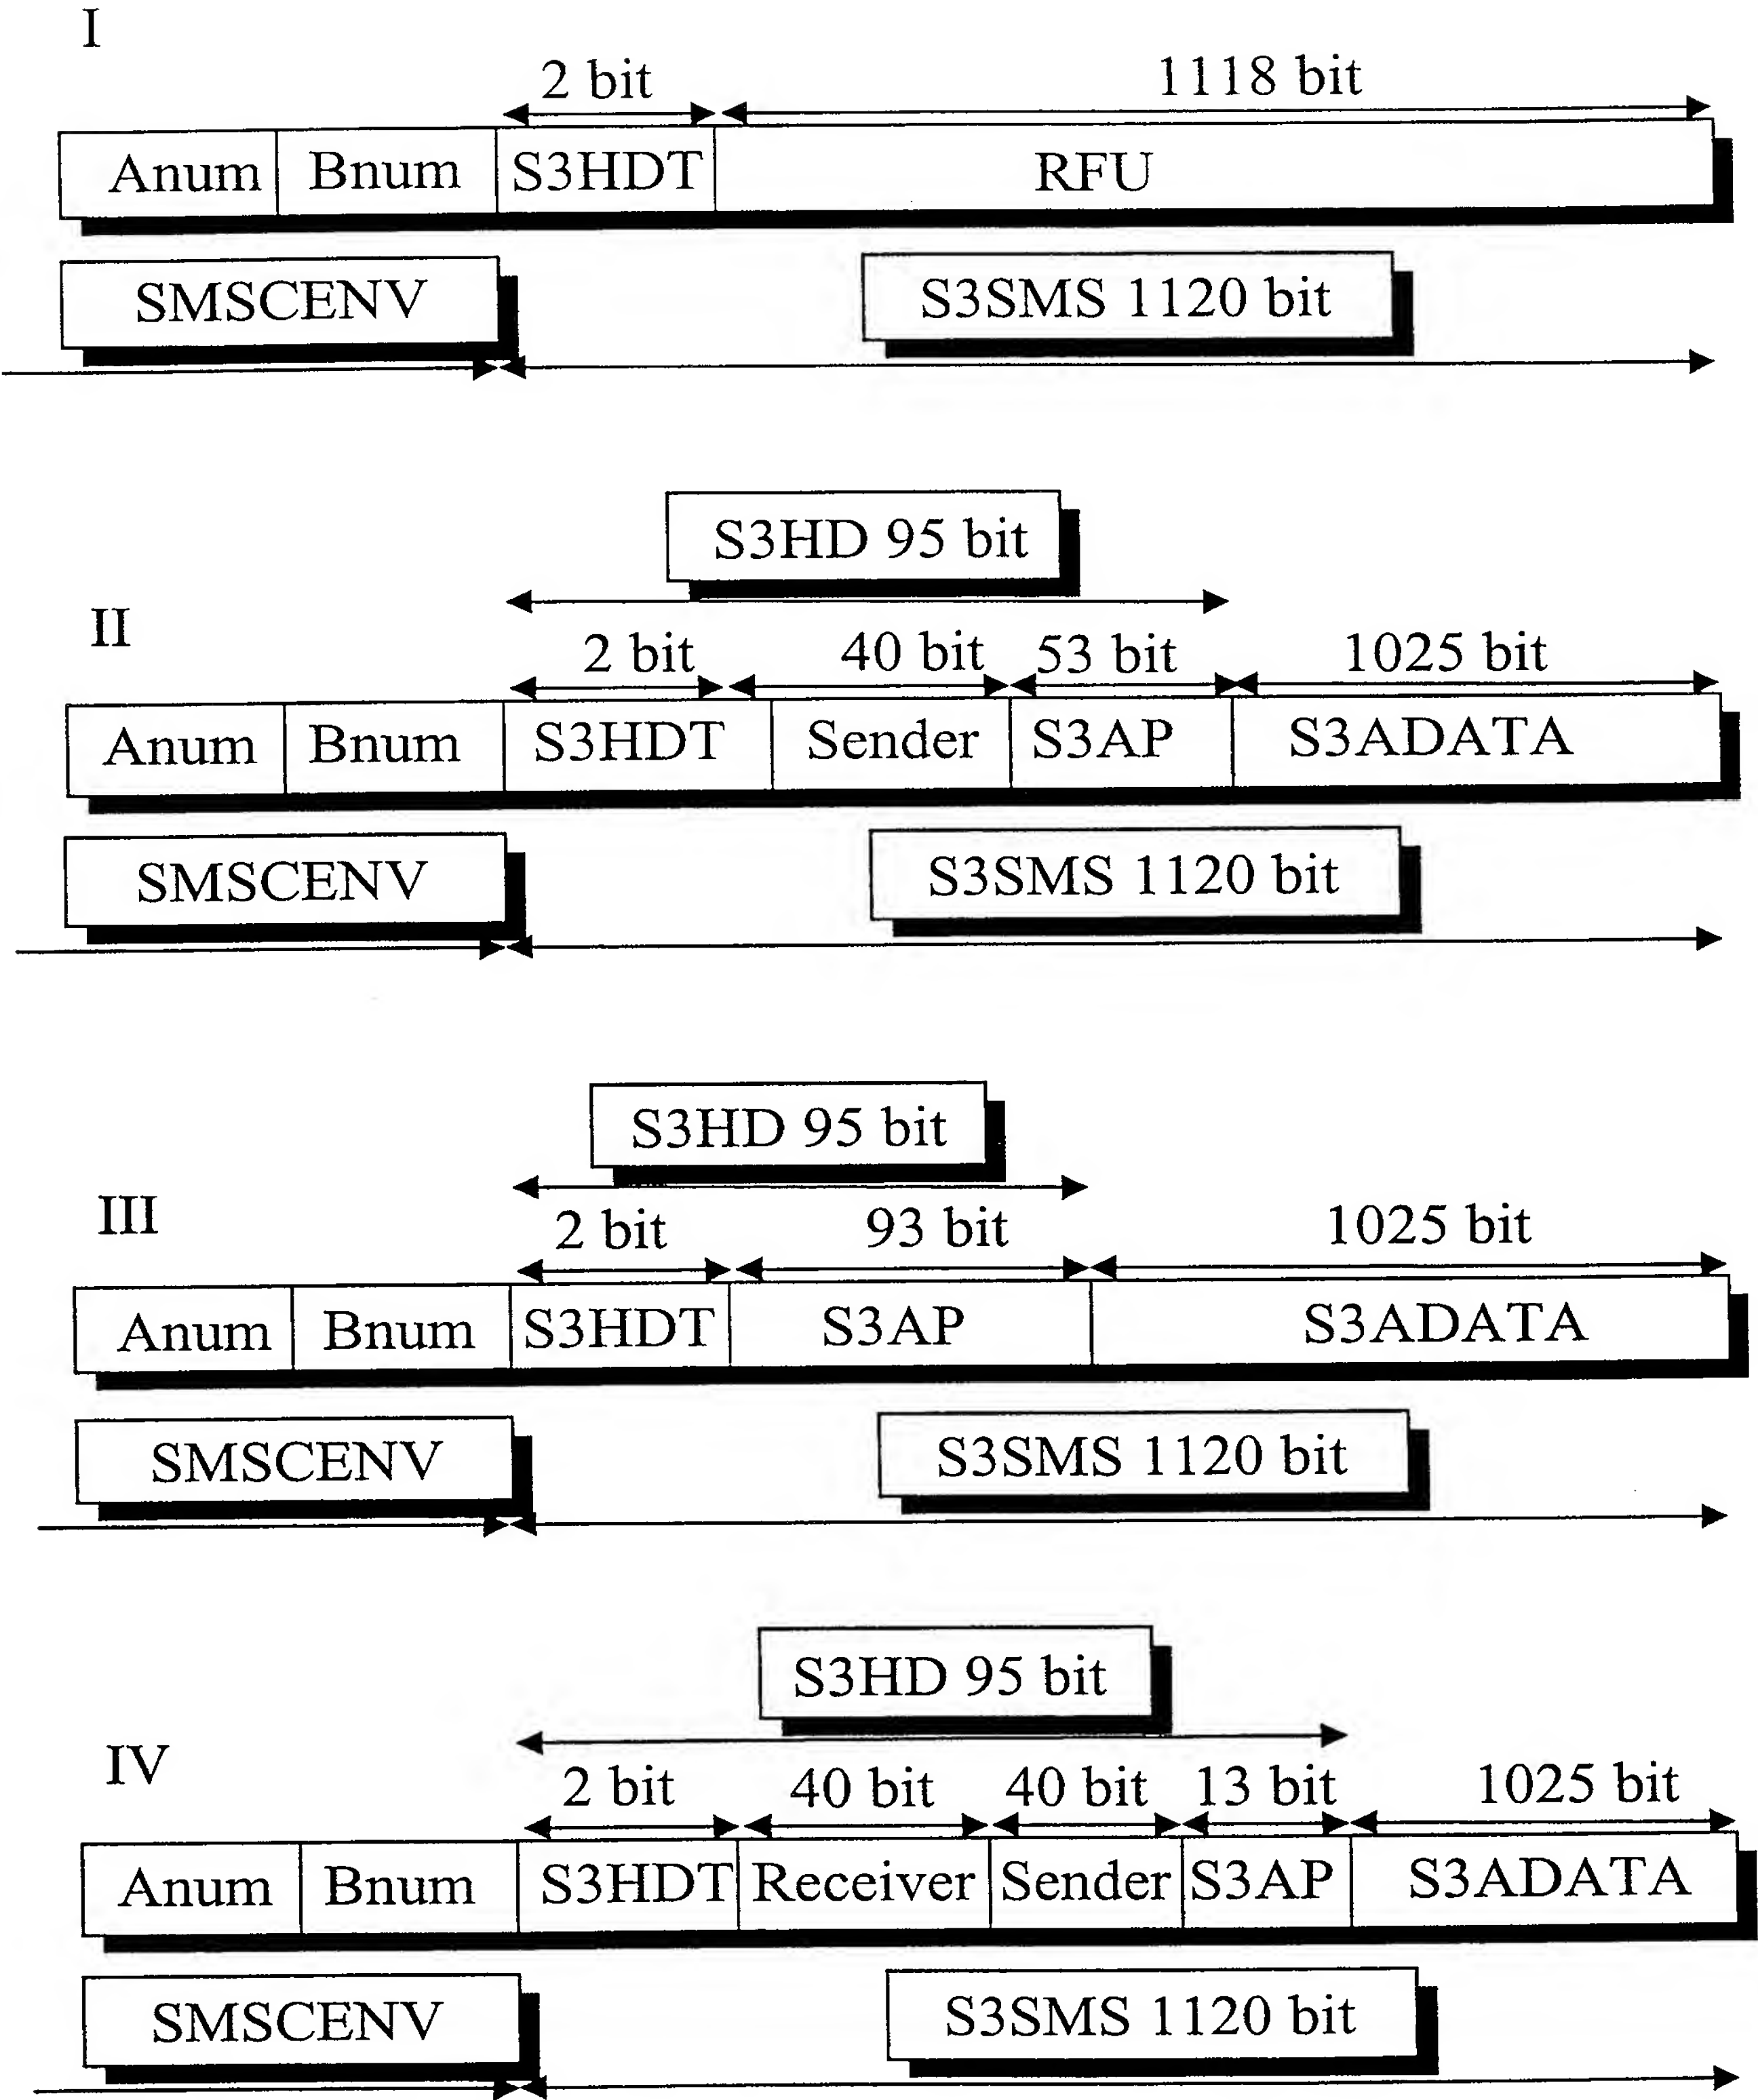 I
2 bit 1118 bit
Anum Bnum S3HDT RFU
SMSCENV S3SMS 1120 bit
S3HD 95 bit
II
2 bit 40 bit 53 bit 1025 bit
Anum Bnum S3HDT Sender S3AP S3ADATA
SMSCENV S3SMS 1120 bit
S3HD 95 bit
III
2 bit 93 bit 1025 bit
Anum Bnum S3HDT S3AP S3ADATA
SMSCENV S3SMS 1120 bit
S3HD 95 bit
IV
2 bit 40 bit 40 bit 13 bit 1025 bit
Anum Bnum S3HDT Receiver Sender S3AP S3ADATA
SMSCENV S3SMS 1120 bit